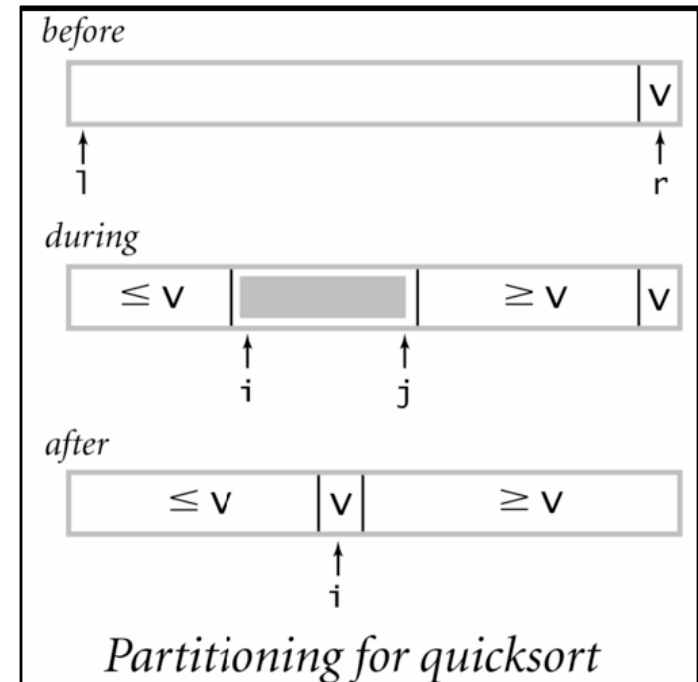 before
v
l r
during
≤ v ≥ v v
i j
after
≤ v v ≥ v
i
Partitioning for quicksort